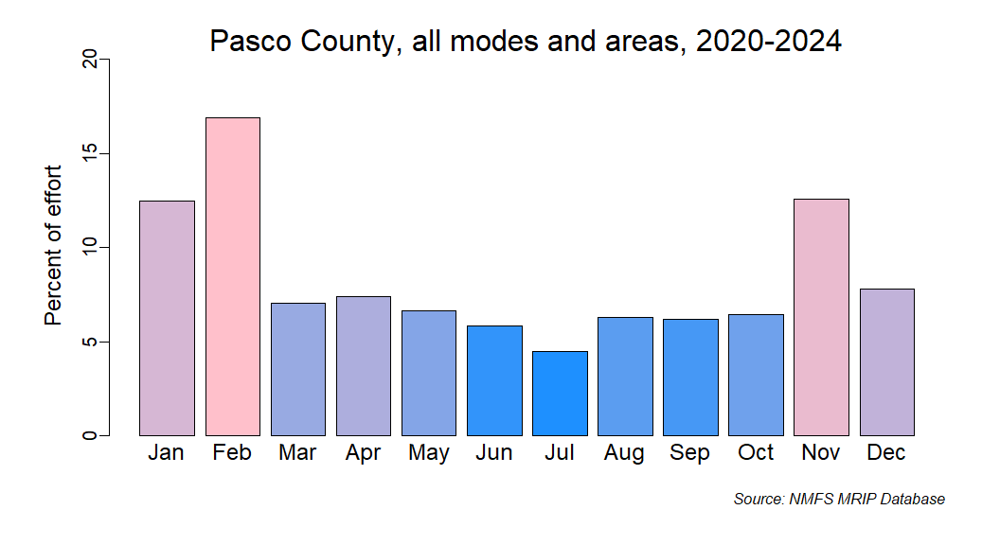 Pasco County, all modes and areas, 2020-2024
Percent of effort
20
15
10
5
0
Jan Feb Mar Apr May Jun Jul Aug Sep Oct Nov Dec
Source: NMFS MRIP Database